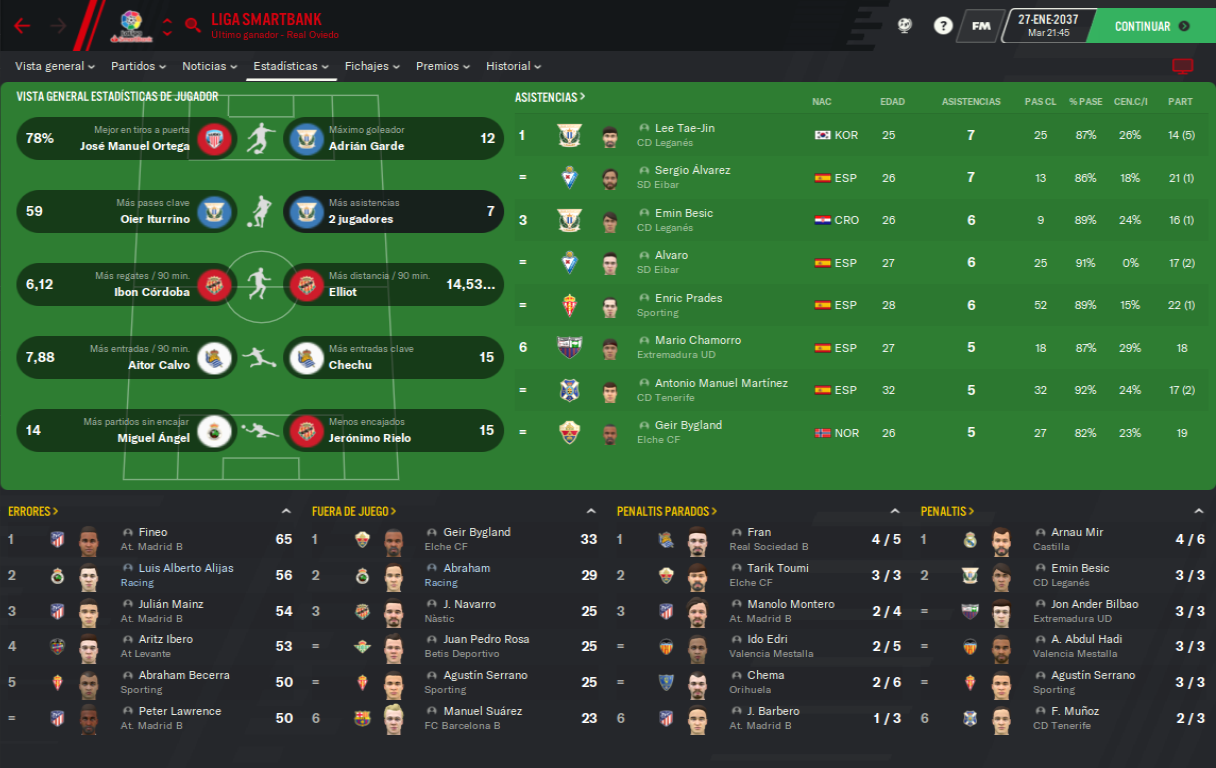 LIGA SMARTBANK
Último ganador - Real Oviedo
?
FM
27-ENE-2037
Mar 21:45
CONTINUAR
Vista general
Partidos
Noticias
Estadísticas
Fichajes
Premios
Historial
VISTA GENERAL ESTADÍSTICAS DE JUGADOR
78%
Mejor en tiros a puerta
José Manuel Ortega
Máximo goleador
Adrián Garde
12
59
Más pases clave
Oier Iturrino
Más asistencias
2 jugadores
7
6,12
Más regates / 90 min.
Ibon Córdoba
Más distancia / 90 min.
Elliot
14,53...
7,88
Más entradas / 90 min.
Aitor Calvo
Más entradas clave
Chechu
15
14
Más partidos sin encajar
Miguel Ángel
Menos encajados
Jerónimo Rielo
15
ASISTENCIAS > NAC EDAD ASISTENCIAS PAS CL % PASE CEN.C/I PART
1 Lee Tae-Jin KOR 25 7 25 87% 26% 14 (5)
CD Leganés
= Sergio Álvarez ESP 26 7 13 86% 18% 21 (1)
SD Eibar
3 Emin Besic CRO 26 6 9 89% 24% 16 (1)
CD Leganés
= Alvaro ESP 27 6 25 91% 0% 17 (2)
SD Eibar
= Enric Prades ESP 28 6 52 89% 15% 22 (1)
Sporting
6 Mario Chamorro ESP 27 5 18 87% 29% 18
Extremadura UD
= Antonio Manuel Martínez ESP 32 5 32 92% 24% 17 (2)
CD Tenerife
= Geir Bygland NOR 26 5 27 82% 23% 19
Elche CF
ERRORES >
1 Fineo 65
At. Madrid B
2 Luis Alberto Alijas 56
Racing
3 Julián Mainz 54
At. Madrid B
4 Aritz Ibero 53
At Levante
5 Abraham Becerra 50
Sporting
= Peter Lawrence 50
At. Madrid B
FUERA DE JUEGO >
1 Geir Bygland 33
Elche CF
2 Abraham 29
Racing
3 J. Navarro 25
Nàstic
= Juan Pedro Rosa 25
Betis Deportivo
= Agustín Serrano 25
Sporting
6 Manuel Suárez 23
FC Barcelona B
PENALTIS PARADOS >
1 Fran 4 / 5
Real Sociedad B
2 Tarik Toumi 3 / 3
Elche CF
3 Manolo Montero 2 / 4
At. Madrid B
= Ido Edri 2 / 5
Valencia Mestalla
= Chema 2 / 6
Orihuela
6 J. Barbero 1 / 3
At. Madrid B
PENALTIS >
1 Arnau Mir 4 / 6
Castilla
2 Emin Besic 3 / 3
CD Leganés
= Jon Ander Bilbao 3 / 3
Extremadura UD
= A. Abdul Hadi 3 / 3
Valencia Mestalla
= Agustín Serrano 3 / 3
Sporting
6 F. Muñoz 2 / 3
CD Tenerife